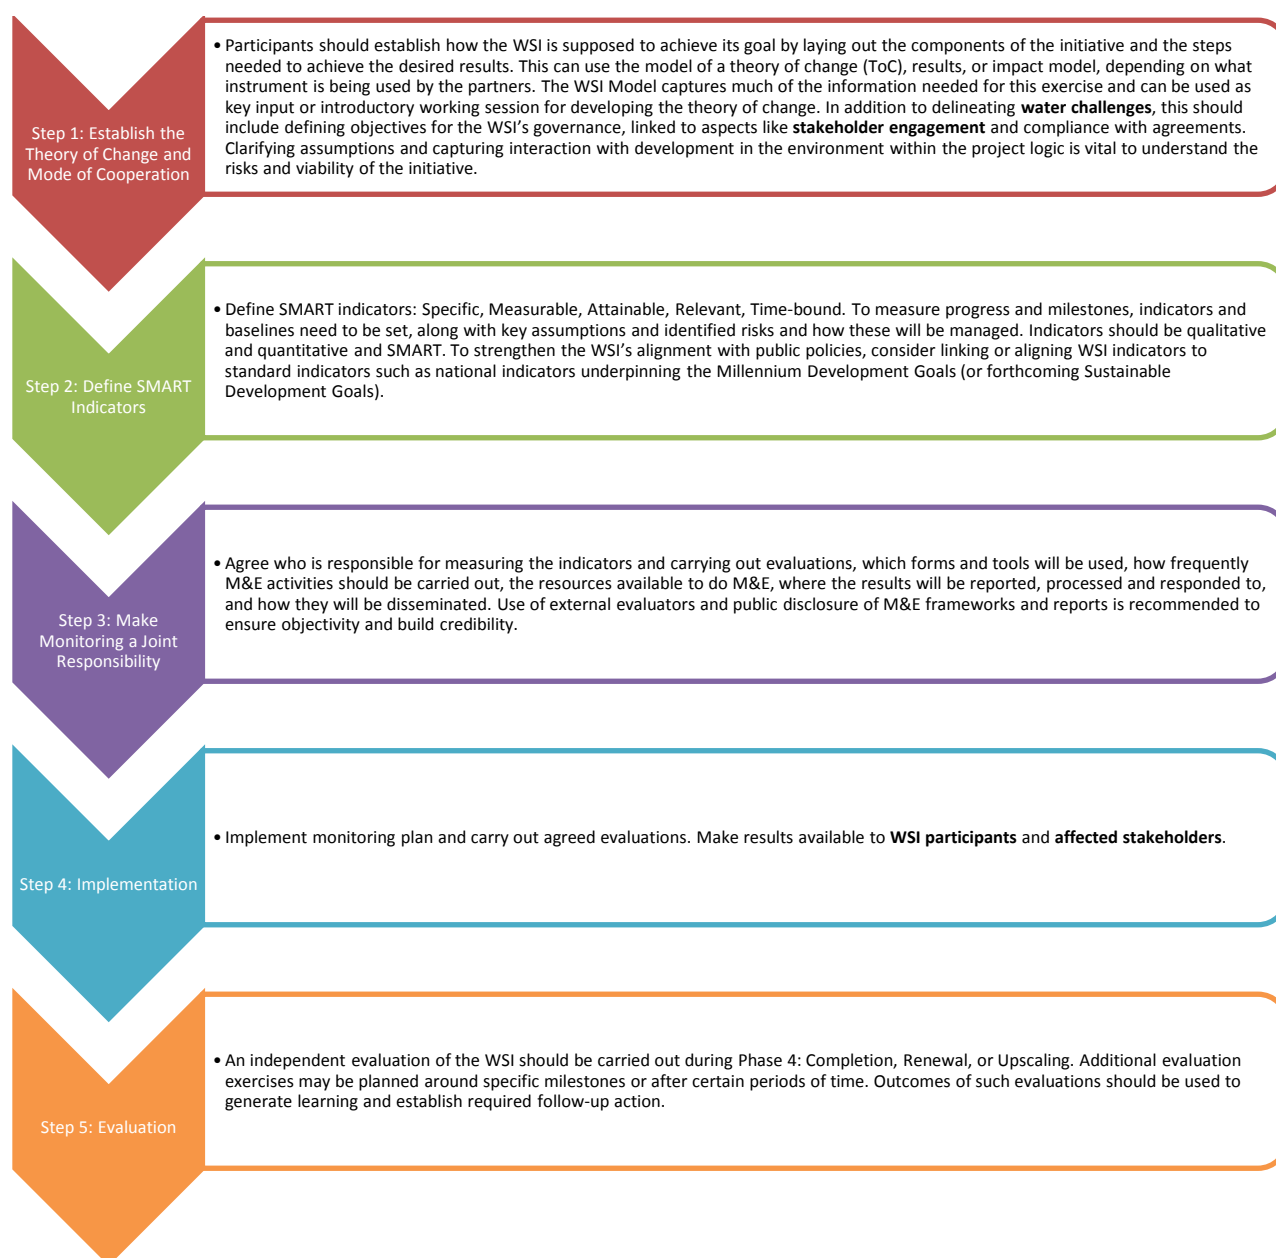 Step 1: Establish the
Theory of Change and
Mode of Cooperation
• Participants should establish how the WSI is supposed to achieve its goal by laying out the components of the initiative and the steps
needed to achieve the desired results. This can use the model of a theory of change (ToC), results, or impact model, depending on what
instrument is being used by the partners. The WSI Model captures much of the information needed for this exercise and can be used as
key input or introductory working session for developing the theory of change. In addition to delineating water challenges, this should
include defining objectives for the WSI's governance, linked to aspects like stakeholder engagement and compliance with agreements.
Clarifying assumptions and capturing interaction with development in the environment within the project logic is vital to understand the
risks and viability of the initiative.
Step 2: Define SMART
Indicators
• Define SMART indicators: Specific, Measurable, Attainable, Relevant, Time-bound. To measure progress and milestones, indicators and
baselines need to be set, along with key assumptions and identified risks and how these will be managed. Indicators should be qualitative
and quantitative and SMART. To strengthen the WSI's alignment with public policies, consider linking or aligning WSI indicators to
standard indicators such as national indicators underpinning the Millennium Development Goals (or forthcoming Sustainable
Development Goals).
Step 3: Make
Monitoring a Joint
Responsibility
• Agree who is responsible for measuring the indicators and carrying out evaluations, which forms and tools will be used, how frequently
M&E activities should be carried out, the resources available to do M&E, where the results will be reported, processed and responded to,
and how they will be disseminated. Use of external evaluators and public disclosure of M&E frameworks and reports is recommended to
ensure objectivity and build credibility.
Step 4: Implementation
• Implement monitoring plan and carry out agreed evaluations. Make results available to WSI participants and affected stakeholders.
Step 5: Evaluation
• An independent evaluation of the WSI should be carried out during Phase 4: Completion, Renewal, or Upscaling. Additional evaluation
exercises may be planned around specific milestones or after certain periods of time. Outcomes of such evaluations should be used to
generate learning and establish required follow-up action.